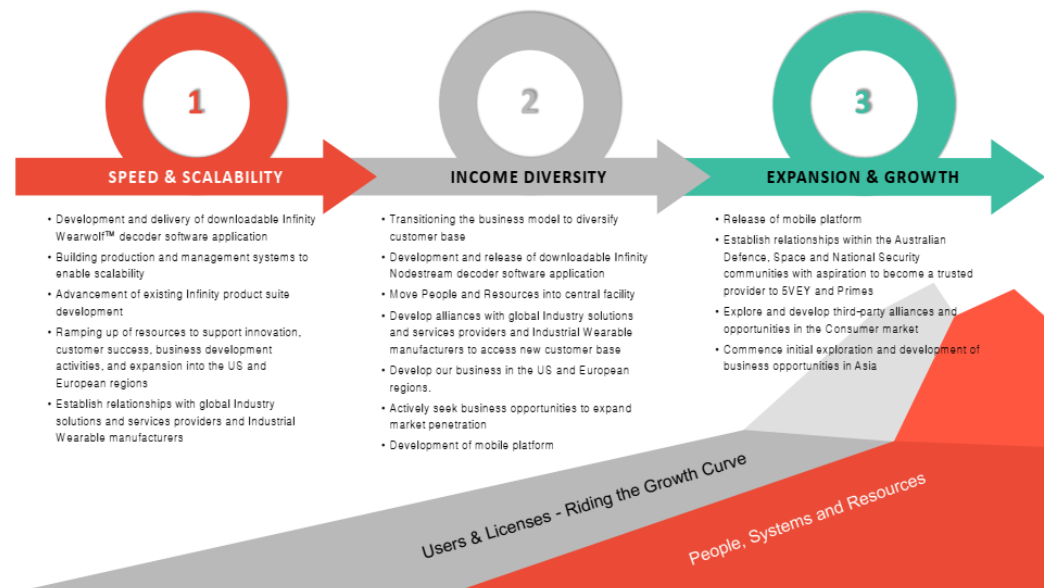 1
SPEED & SCALABILITY
• Development and delivery of downloadable Infinity
Wearwolf™ decoder software application
• Building production and management systems to
enable scalability
• Advancement of existing Infinity product suite
development
• Ramping up of resources to support innovation,
customer success, business development
activities, and expansion into the US and
European regions
• Establish relationships with global Industry
solutions and services providers and Industrial
Wearable manufacturers
2
INCOME DIVERSITY
• Transitioning the business model to diversify
customer base
• Development and release of downloadable Infinity
Nodestream decoder software application
• Move People and Resources into central facility
• Develop alliances with global Industry solutions
and services providers and Industrial Wearable
manufacturers to access new customer base
• Develop our business in the US and European
regions.
• Actively seek business opportunities to expand
market penetration
• Development of mobile platform
3
EXPANSION & GROWTH
• Release of mobile platform
• Establish relationships within the Australian
Defence, Space and National Security
communities with aspiration to become a trusted
provider to 5VEY and Primes
• Explore and develop third-party alliances and
opportunities in the Consumer market
• Commence initial exploration and development of
business opportunities in Asia
Users & Licenses - Riding the Growth Curve
People, Systems and Resources